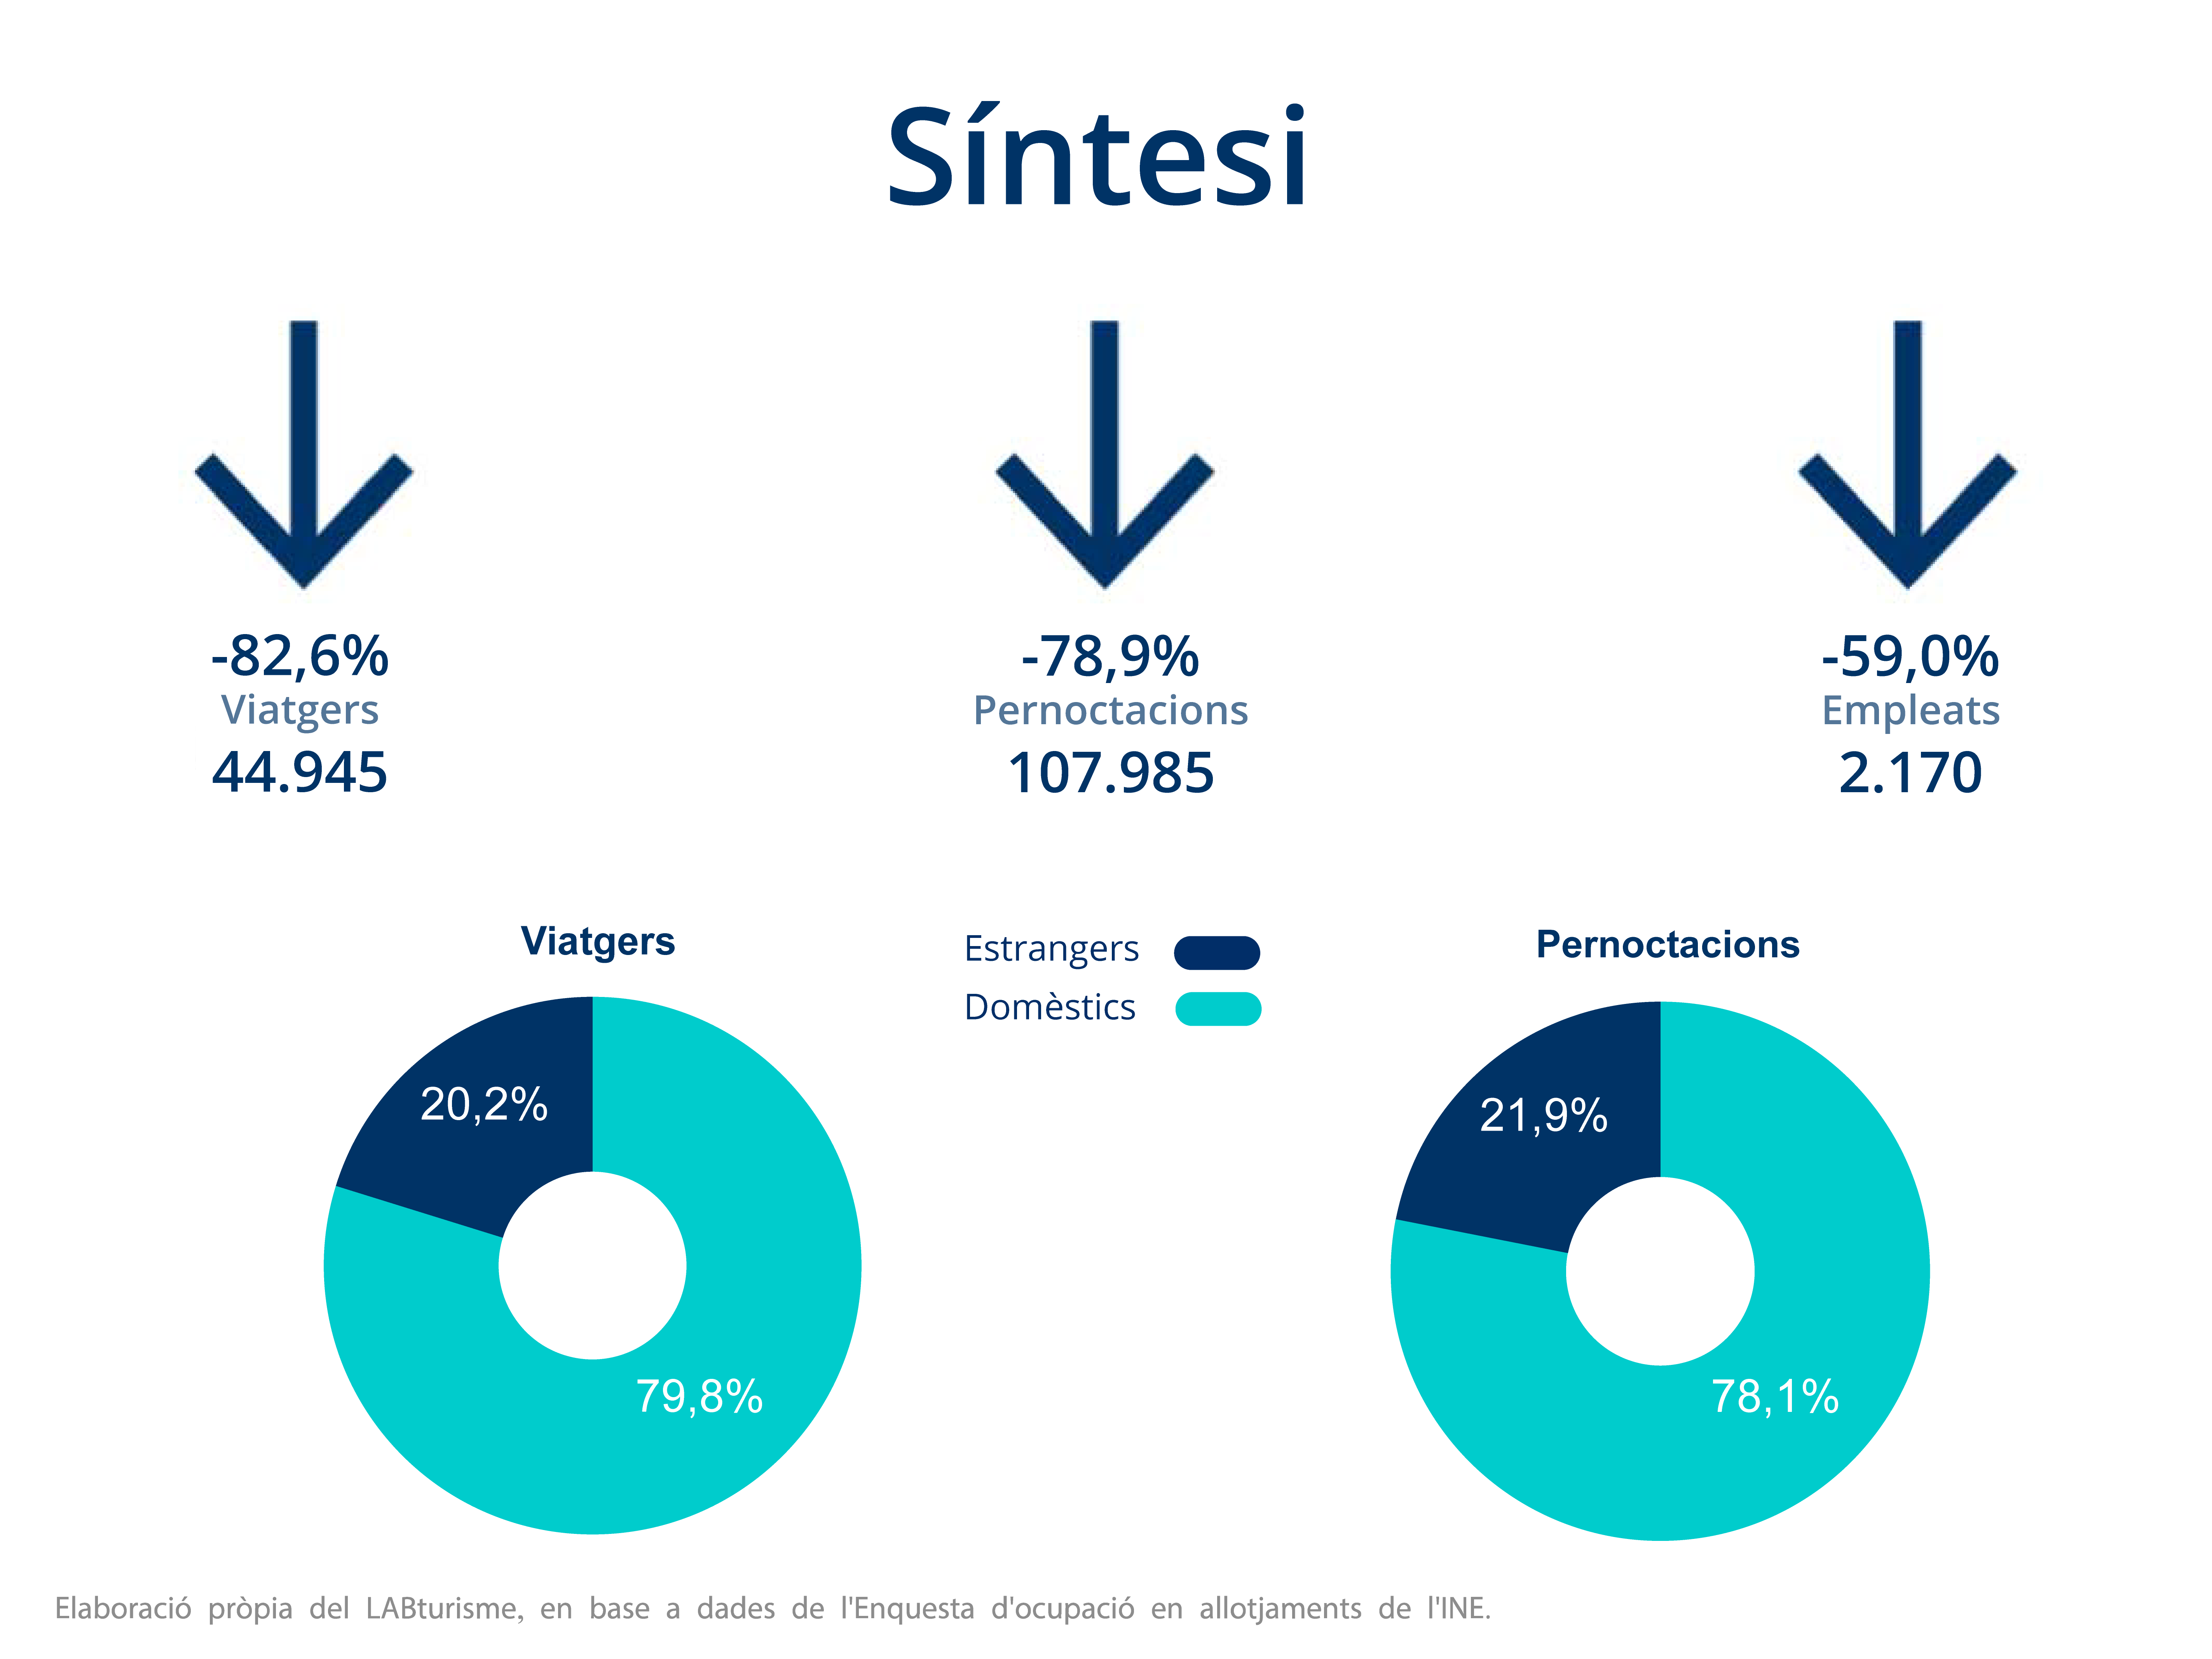 Síntesi
-82,6%
Viatgers
44.945
-78,9%
Pernoctacions
107.985
-59,0%
Empleats
2.170
Viatgers
20,2%
79,8%
Estrangers
Domèstics
Pernoctacions
21,9%
78,1%
Elaboració pròpia del LABturisme, en base a dades de l'Enquesta d'ocupació en allotjaments de l'INE.